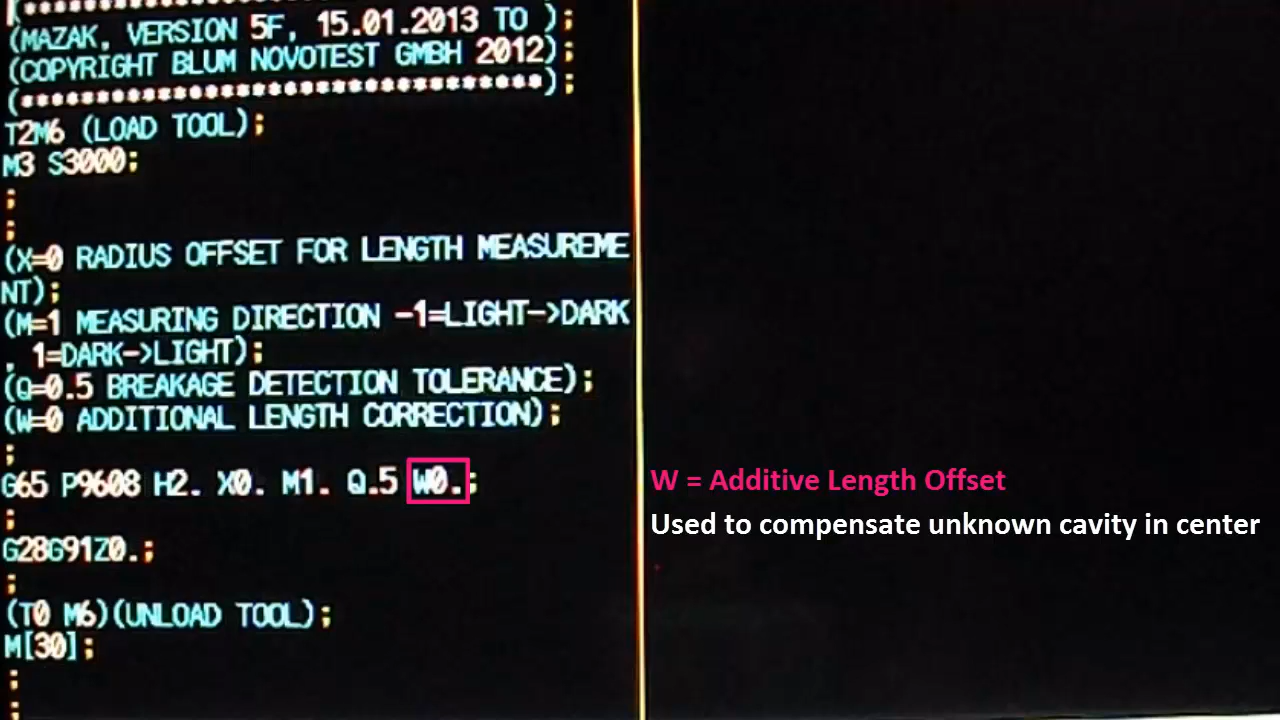 (********************************);
(MAZAK, VERSION 5F, 15.01.2013 TO );
(COPYRIGHT BLUM NOVOTEST GMBH 2012);
(********************************);
T2M6 (LOAD TOOL);
M3 S3000;
;
;
(X=0 RADIUS OFFSET FOR LENGTH MEASUREME
NT);
(M=1 MEASURING DIRECTION -1=LIGHT->DARK
, 1=DARK->LIGHT);
(Q=0.5 BREAKAGE DETECTION TOLERANCE);
(W=0 ADDITIONAL LENGTH CORRECTION);
;
G65 P9608 H2. X0. M1. Q.5 W0.;
W = Additive Length Offset
Used to compensate unknown cavity in center
;
G28G91Z0.;
;
(T0 M6)(UNLOAD TOOL);
M[30];
;
;